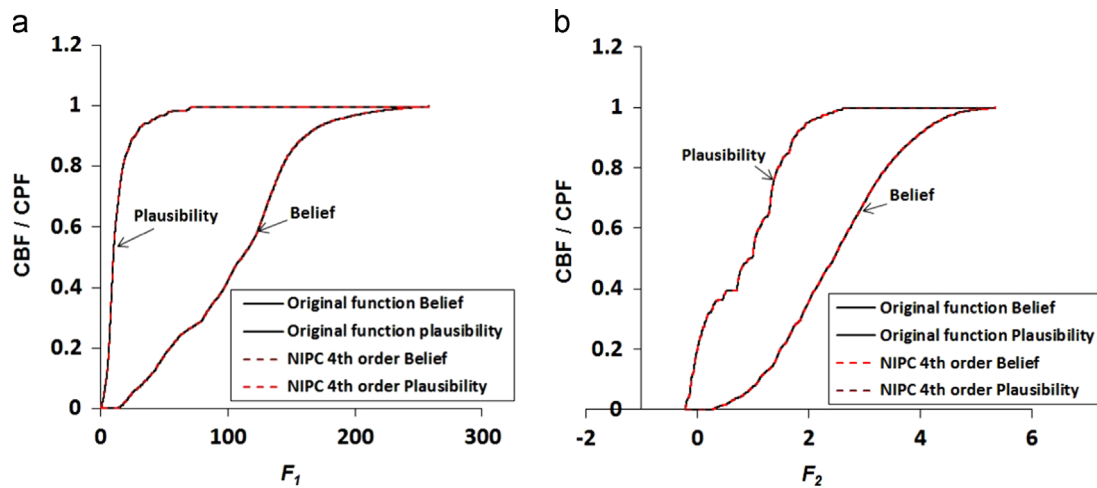 a
1.2
1
0.8
0.6
0.4
0.2
0
CBF / CPF
Plausibility
Belief
Original function Belief
Original function plausibility
NIPC 4th order Belief
NIPC 4th order Plausibility
0
100
200
300
F1
b
1.2
1
0.8
0.6
0.4
0.2
0
CBF / CPF
Plausibility
Belief
Original function Belief
Original function Plausibility
NIPC 4th order Belief
NIPC 4th order Plausibility
-2
0
2
4
6
F2